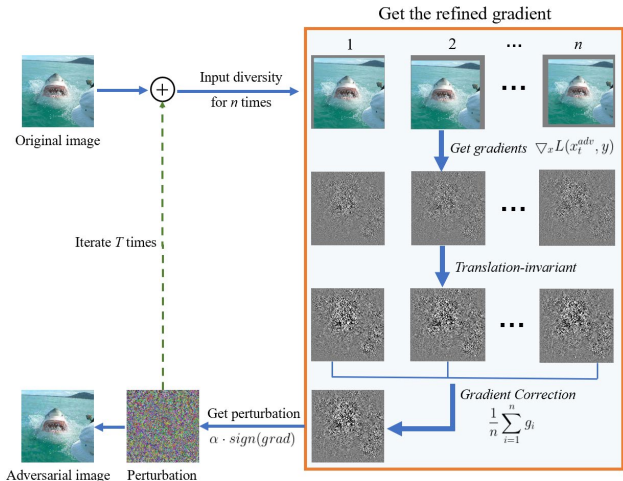 Get the refined gradient
1 2 ... n
Input diversity
for n times
Original image
Get gradients ▽ₓL(xₜᵃᵈᵛ, y)
Iterate T times
Translation-invariant
Gradient Correction
1/n ∑ᵢ₌₁ⁿ gᵢ
Get perturbation
α · sign(grad)
Adversarial image
Perturbation